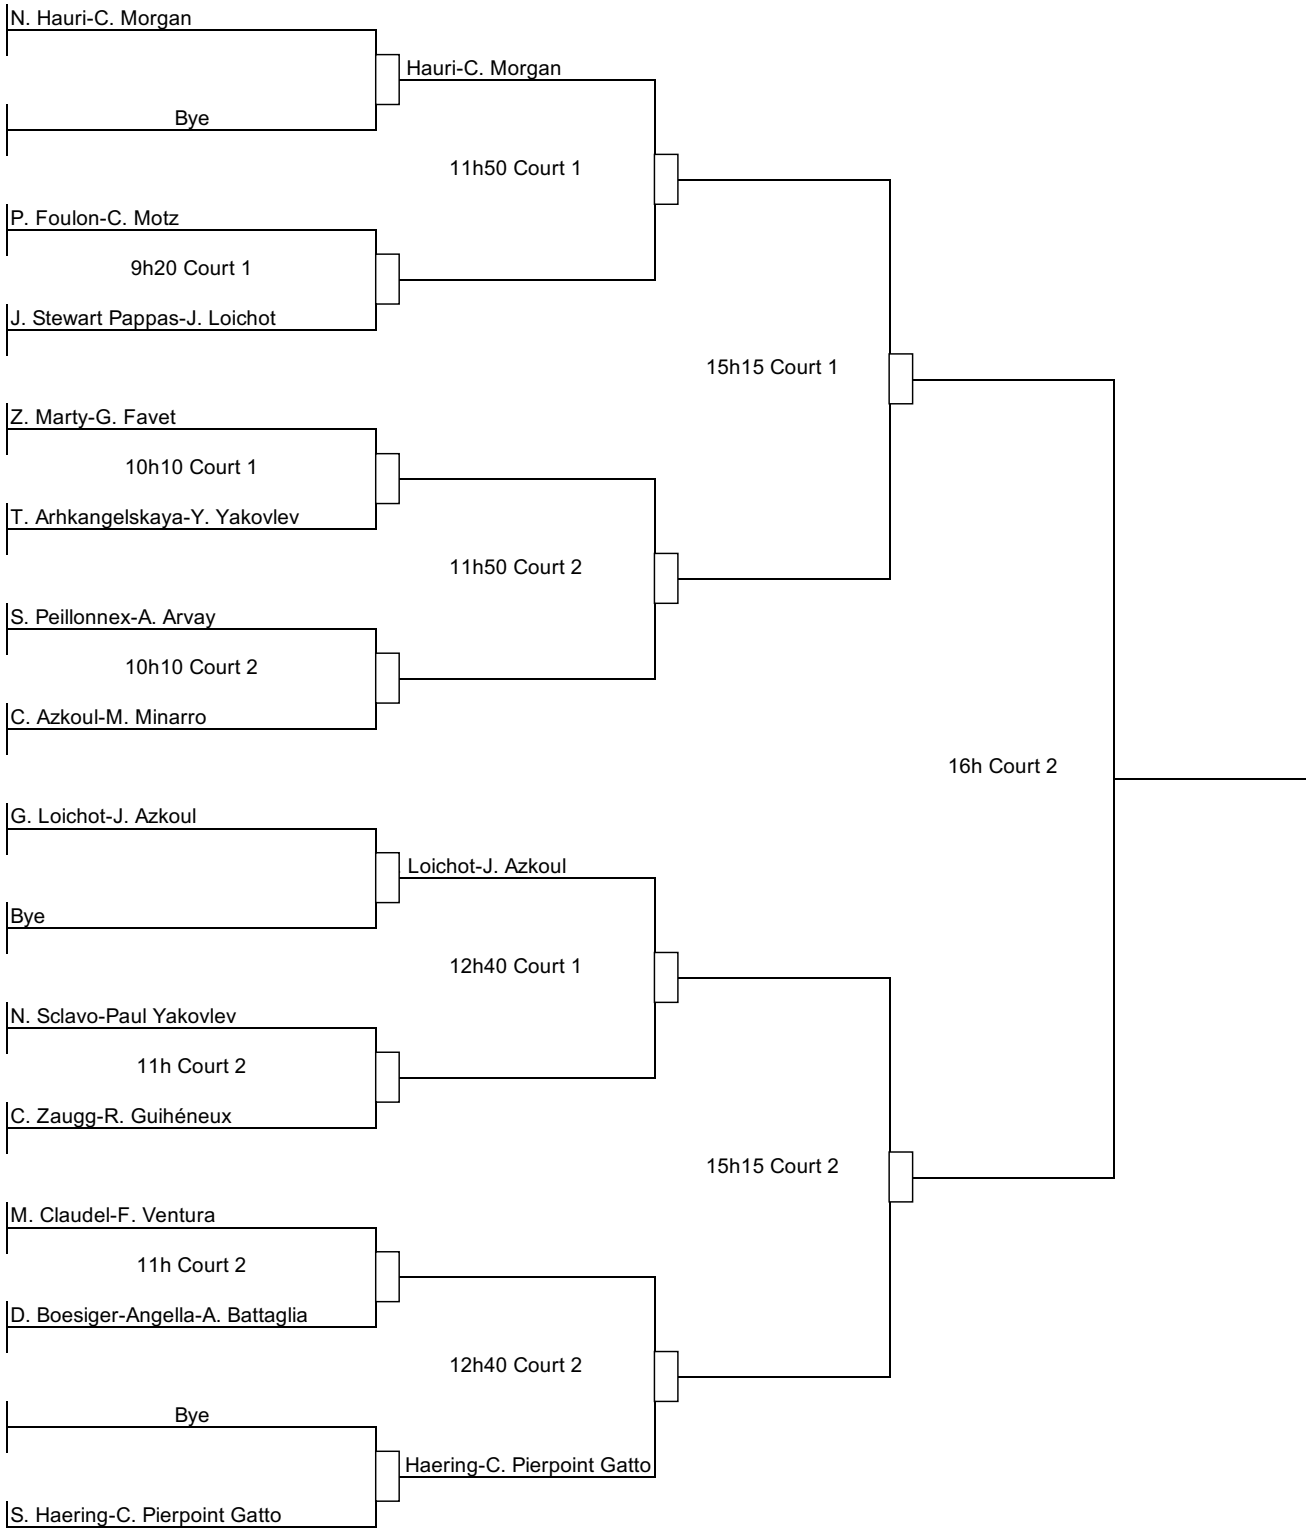 N. Hauri-C. Morgan
Hauri-C. Morgan
Bye
11h50 Court 1
P. Foulon-C. Motz
9h20 Court 1
J. Stewart Pappas-J. Loichot
15h15 Court 1
Z. Marty-G. Favet
10h10 Court 1
T. Arhkangelskaya-Y. Yakovlev
11h50 Court 2
S. Peillonnex-A. Arvay
10h10 Court 2
C. Azkoul-M. Minarro
16h Court 2
G. Loichot-J. Azkoul
Loichot-J. Azkoul
Bye
12h40 Court 1
N. Sclavo-Paul Yakovlev
11h Court 2
C. Zaugg-R. Guihéneux
15h15 Court 2
M. Claudel-F. Ventura
11h Court 2
D. Boesiger-Angella-A. Battaglia
12h40 Court 2
Bye
Haering-C. Pierpoint Gatto
S. Haering-C. Pierpoint Gatto